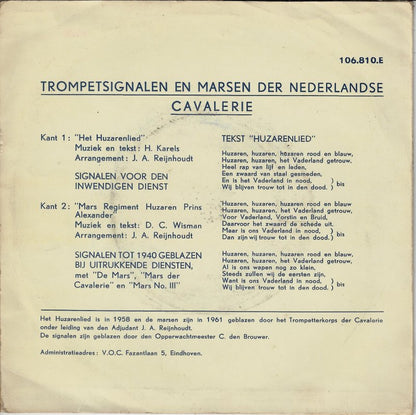 106.810.E
TROMPETSIGNALEN EN MARSEN DER NEDERLANDSE
CAVALERIE
Kant 1 : "Het Huzarenlied"
Muziek en tekst : H. Karels
Arrangement : J. A. Reijnhoudt
SIGNALEN VOOR DEN
INWENDIGEN DIENST
Kant 2 : "Mars Regiment Huzaren Prins
Alexander
Muziek en tekst : D. C. Wisman
Arrangement : J. A. Reijnhoudt
SIGNALEN TOT 1940 GEBLAZEN
BIJ UITRUKKENDE DIENSTEN,
met "De Mars", "Mars der
Cavalerie" en "Mars No. III"
TEKST "HUZARENLIED"
Huzaren, huzaren, huzaren rood en blauw,
Huzaren, huzaren, het Vaderland getrouw,
Heel rap van lijf en leden,
Een zwaard van staal gesmeden,
En is het Vaderland in nood, )
Wij blijven trouw tot in den dood. ) bis
Huzaren, huzaren, huzaren rood en blauw,
Huzaren, huzaren, het Vaderland getrouw,
Voor Vaderland, Vorstin en Bruid,
Daarvoor het zwaard de schede uit.
Maar is ons Vaderland in nood, )
Dan zijn wij trouw tot in den dood. ) bis
Huzaren, huzaren, huzaren rood en blauw,
Huzaren, huzaren, het Vaderland getrouw,
Al is ons wapen nog zo klein,
Steeds zullen wij de eersten zijn,
Want is ons Vaderland in nood, )
Wij blijven trouw tot in den dood. ) bis
Het Huzarenlied is in 1958 en de marsen zijn in 1961 geblazen door het Trompetterkorps der Cavalerie
onder leiding van den Adjudant J. A. Reijnhoudt.
De signalen zijn geblazen door den Opperwachtmeester C. den Brouwer.
Administratieadres : V.O.C. Fazantlaan 5, Eindhoven.